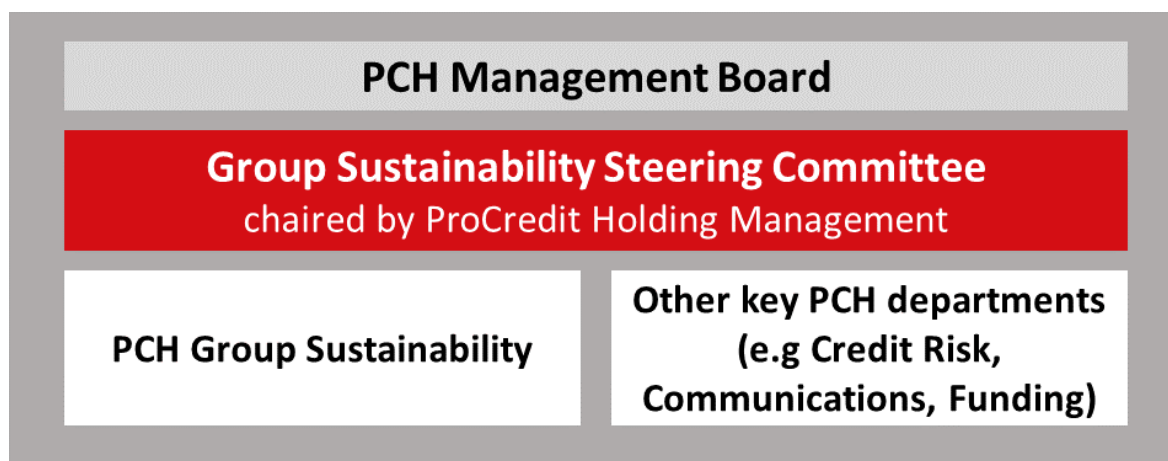 PCH Management Board
Group Sustainability Steering Committee
chaired by ProCredit Holding Management
PCH Group Sustainability
Other key PCH departments
(e.g Credit Risk,
Communications, Funding)